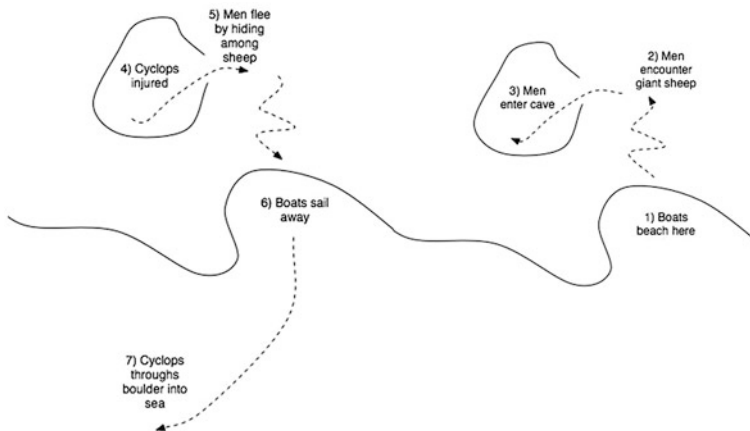 1) Boats
beach here
2) Men
encounter
giant sheep
3) Men
enter cave
4) Cyclops
injured
5) Men flee
by hiding
among
sheep
6) Boats sail
away
7) Cyclops
throughs
boulder into
sea